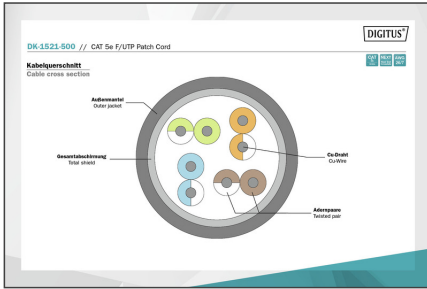 DIGITUS®
DK-1521-500 // CAT 5e F/UTP Patch Cord
Kabelquerschnitt
Cable cross section
Außenmantel
Outer jacket
Gesamtabschirmung
Total shield
Cu-Draht
Cu-Wire
Aderpaare
Twisted pair